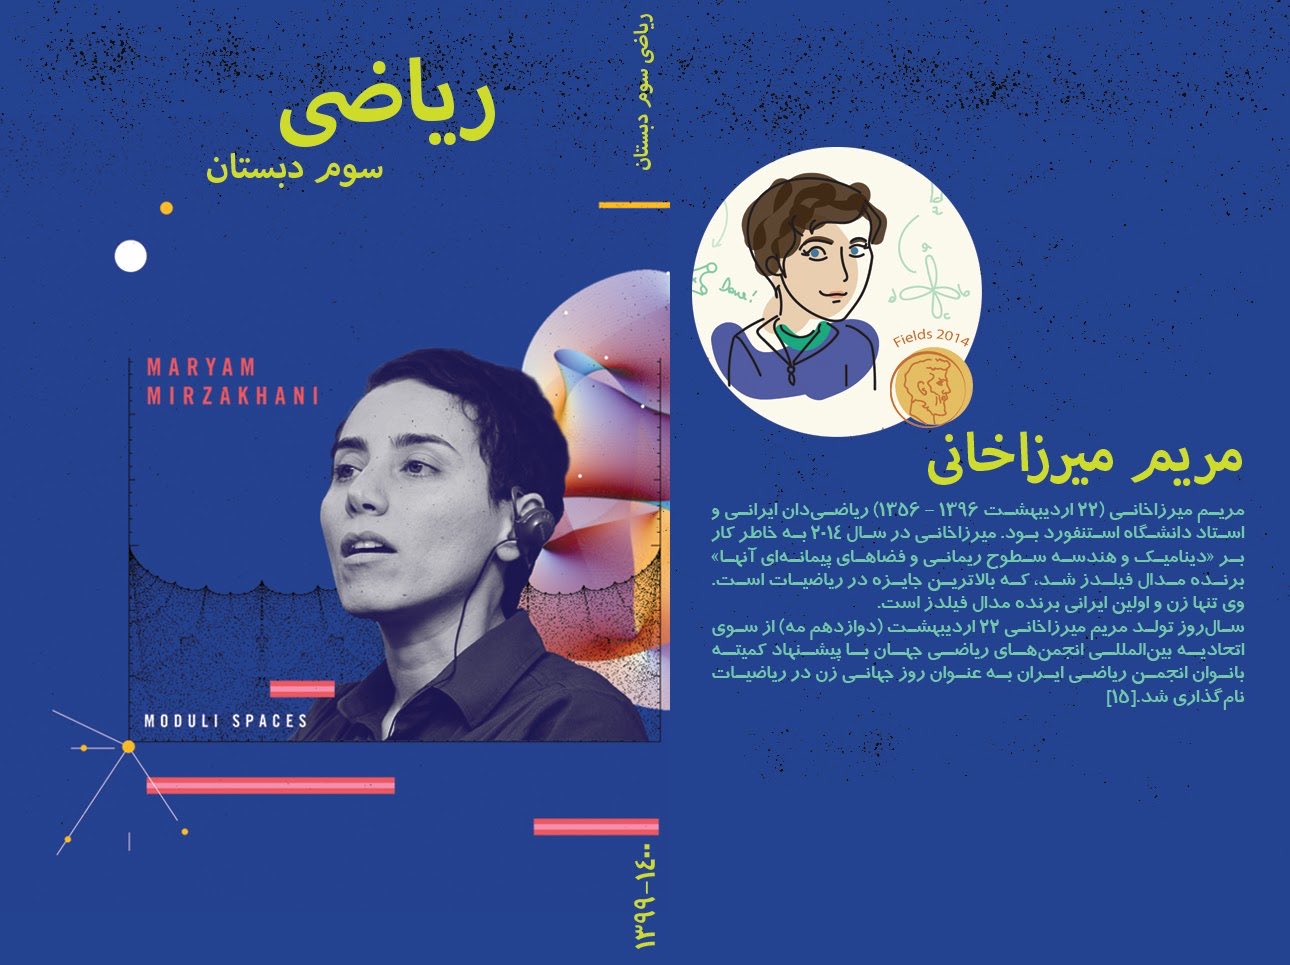 ریاضی
سوم دبستان
MARYAM
MIRZAKHANI
MODULI SPACES
ریاضی سوم دبستان
۱۳۹۹-۱۴۰۰
Done!
a
b
c
d
Fields 2014
مریم میرزاخانی
مریم میرزاخانی (۲۲ اردیبهشت ۱۳۹۶ – ۱۳۵۶) ریاضی‌دان ایرانی و
استاد دانشگاه استنفورد بود. میرزاخانی در سال ۲۰۱۴ به خاطر کار
بر «دینامیک و هندسه سطوح ریمانی و فضاهای پیمانه‌ای آنها»
برنده مدال فیلدز شد، که بالاترین جایزه در ریاضیات است.
وی تنها زن و اولین ایرانی برنده مدال فیلدز است.
سال‌روز تولد مریم میرزاخانی ۲۲ اردیبهشت (دوازدهم مه) از سوی
اتحادیه بین‌المللی انجمن‌های ریاضی جهان با پیشنهاد کمیته
بانوان انجمن ریاضی ایران به عنوان روز جهانی زن در ریاضیات
نام‌گذاری شد.[۱۵]